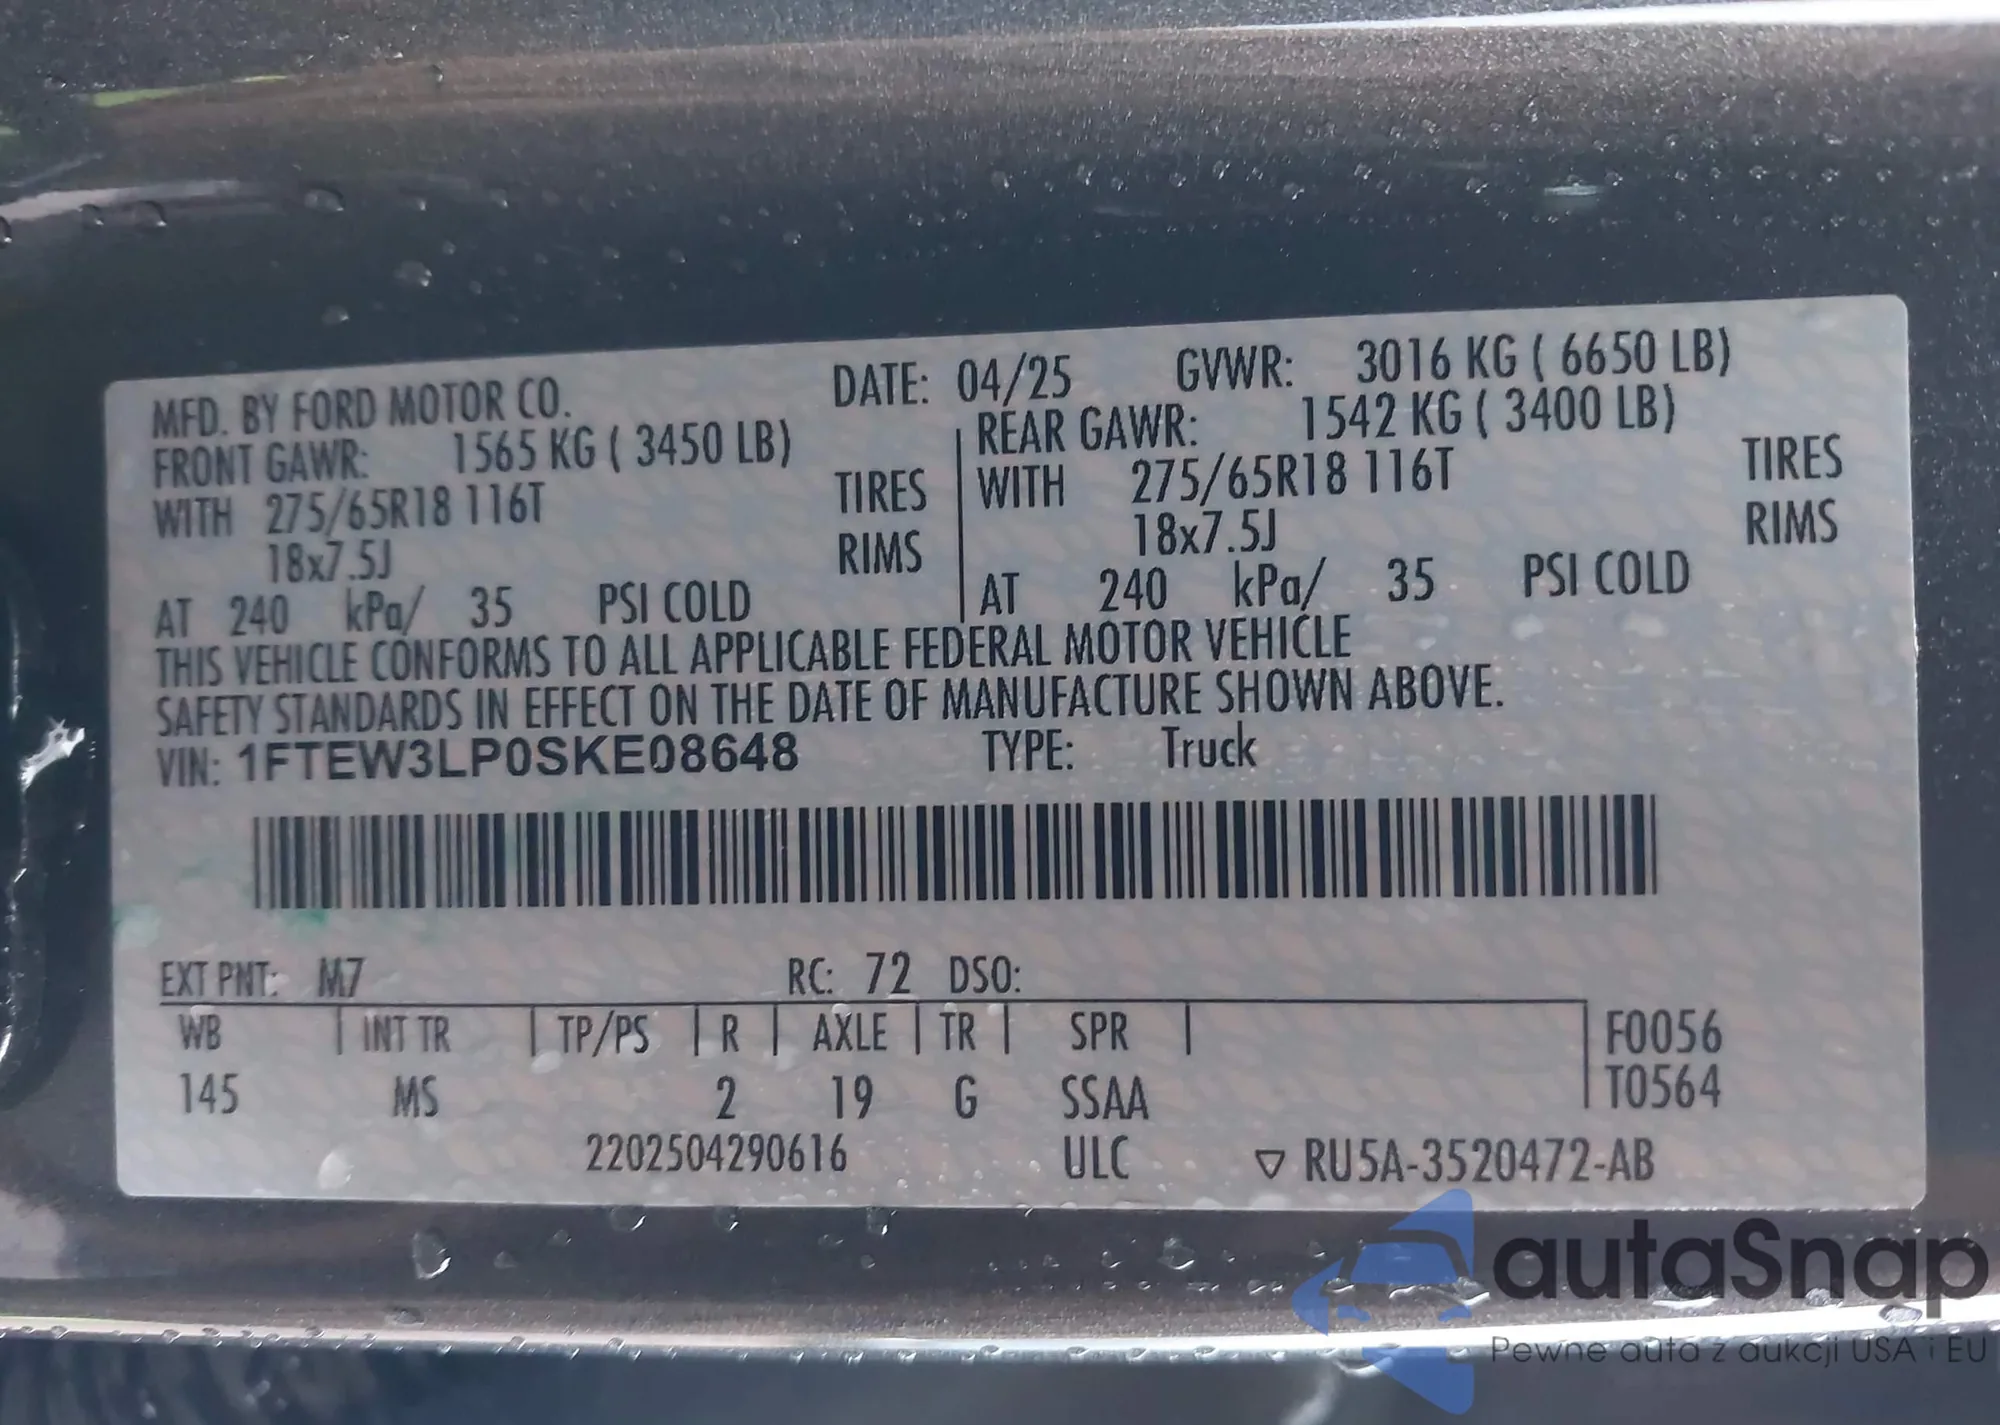 MFD. BY FORD MOTOR CO. DATE: 04/25 GVWR: 3016 KG ( 6650 LB)
FRONT GAWR: 1565 KG ( 3450 LB) REAR GAWR: 1542 KG ( 3400 LB)
WITH 275/65R18 116T TIRES WITH 275/65R18 116T TIRES
18x7.5J RIMS 18x7.5J RIMS
AT 240 kPa/ 35 PSI COLD AT 240 kPa/ 35 PSI COLD
THIS VEHICLE CONFORMS TO ALL APPLICABLE FEDERAL MOTOR VEHICLE
SAFETY STANDARDS IN EFFECT ON THE DATE OF MANUFACTURE SHOWN ABOVE.
VIN: 1FTEW3LP0SKE08648 TYPE: Truck
EXT PNT: M7 RC: 72 DSO:
WB INT TR TP/PS R AXLE TR SPR F0056
145 MS 2 19 G SSAA T0564
2202504290616 ULC ▽ RU5A-3520472-AB
autaSnap
Pewne auta z aukcji USA i EU